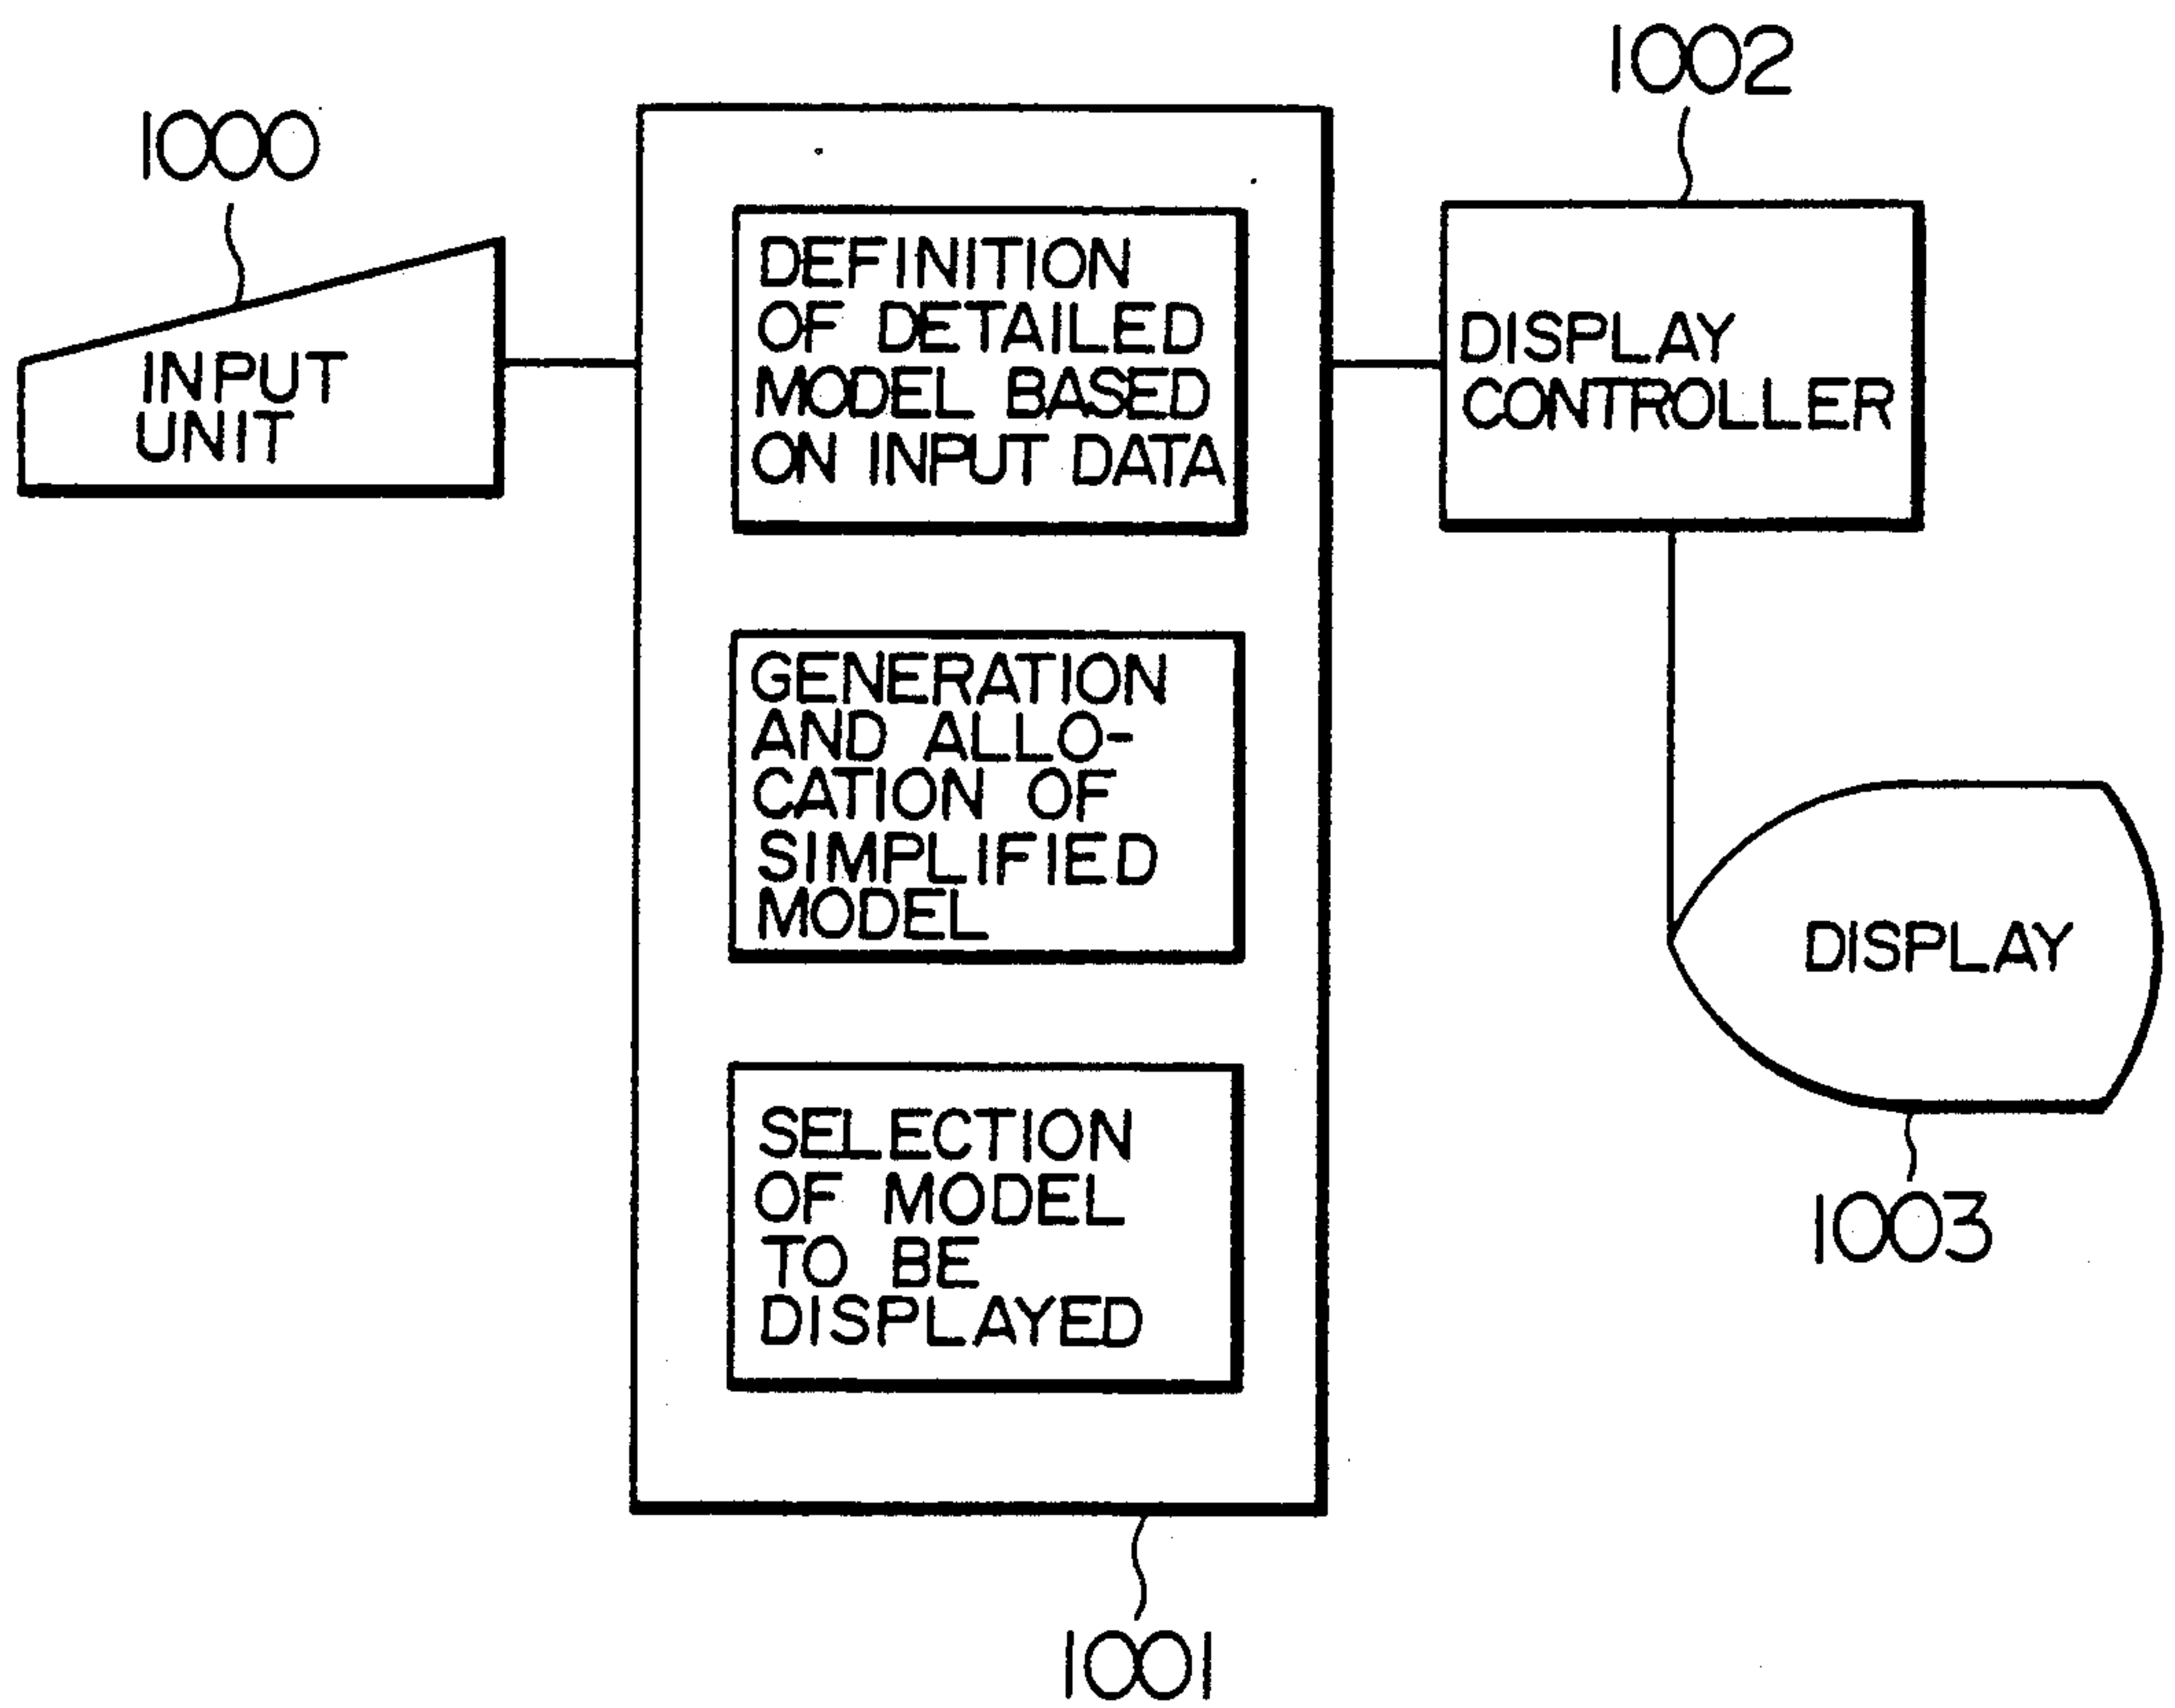 1000
INPUT
UNIT
DEFINITION
OF DETAILED
MODEL BASED
ON INPUT DATA
GENERATION
AND ALLO-
CATION OF
SIMPLIFIED
MODEL
SELECTION
OF MODEL
TO BE
DISPLAYED
1001
1002
DISPLAY
CONTROLLER
DISPLAY
1003